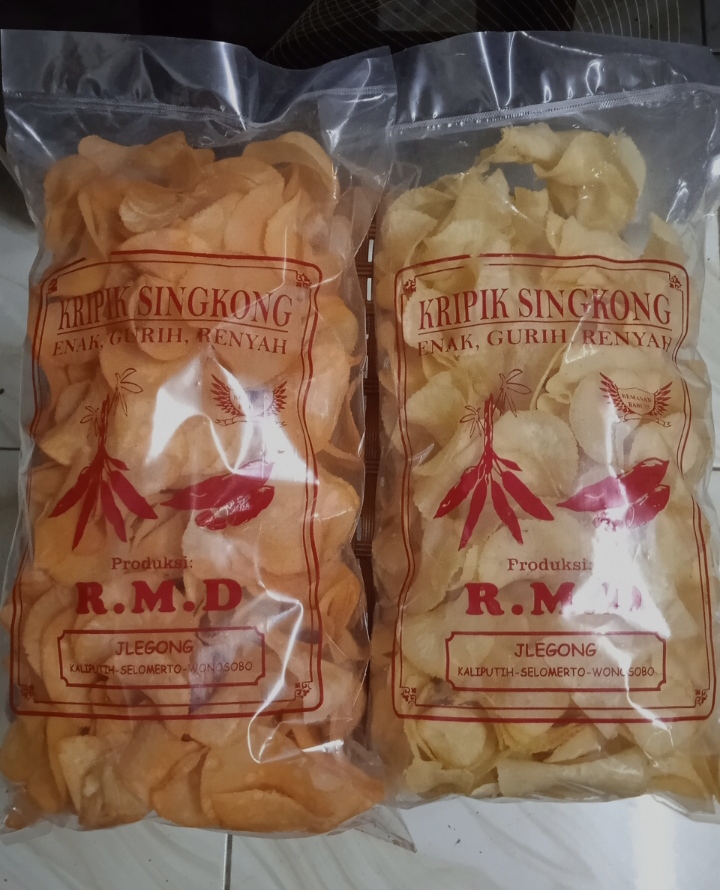 KRIPIK SINGKONG
ENAK, GURIH, RENYAH
Produksi:
R.M.D
JLEGONG
KALIPUTIH-SELOMERTO-WONOSOBO
KRIPIK SINGKONG
ENAK, GURIH, RENYAH
KEMASAN
Produksi:
R.M.D
JLEGONG
KALIPUTIH-SELOMERTO-WONOSOBO